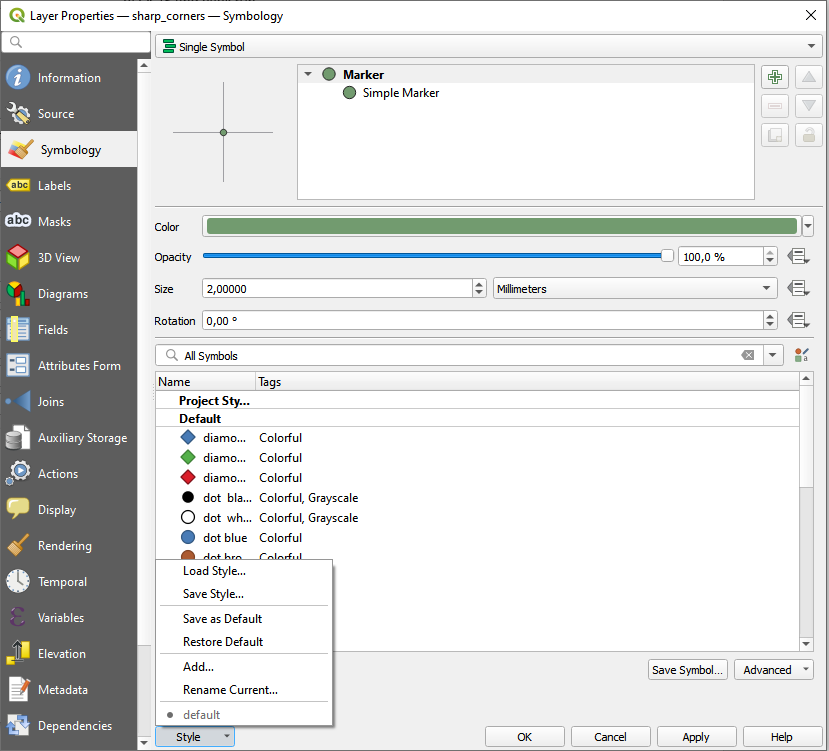 Layer Properties — sharp_corners — Symbology
Single Symbol
Information
Source
Symbology
Labels
Masks
3D View
Diagrams
Fields
Attributes Form
Joins
Auxiliary Storage
Actions
Display
Rendering
Temporal
Variables
Elevation
Metadata
Dependencies
abc
abc
Marker
Simple Marker
Color
Opacity
100,0 %
Size
2,00000
Millimeters
Rotation
0,00 °
All Symbols
Name Tags
Project Sty...
Default
diamo... Colorful
diamo... Colorful
diamo... Colorful
dot bla... Colorful, Grayscale
dot wh... Colorful, Grayscale
dot blue Colorful
dot bro... Colorful
Load Style...
Save Style...
Save as Default
Restore Default
Add...
Rename Current...
default
Save Symbol... Advanced
Style OK Cancel Apply Help